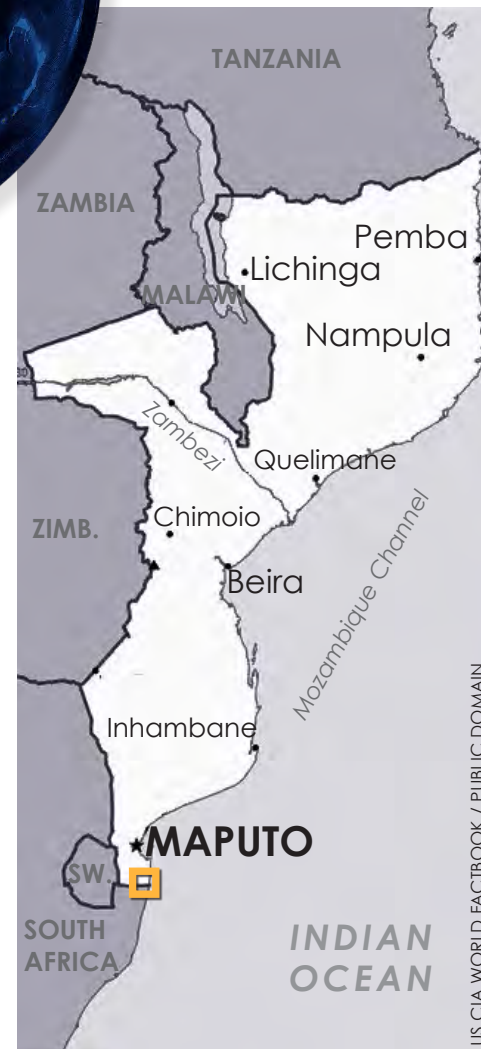 TANZANIA
ZAMBIA
Pemba
Lichinga
MALAWI
Nampula
Zambezi
Quelimane
Chimoio
ZIMB.
Beira
Mozambique Channel
Inhambane
MAPUTO
SW.
SOUTH
AFRICA
INDIAN
OCEAN
US CIA WORLD FACTBOOK / PUBLIC DOMAIN